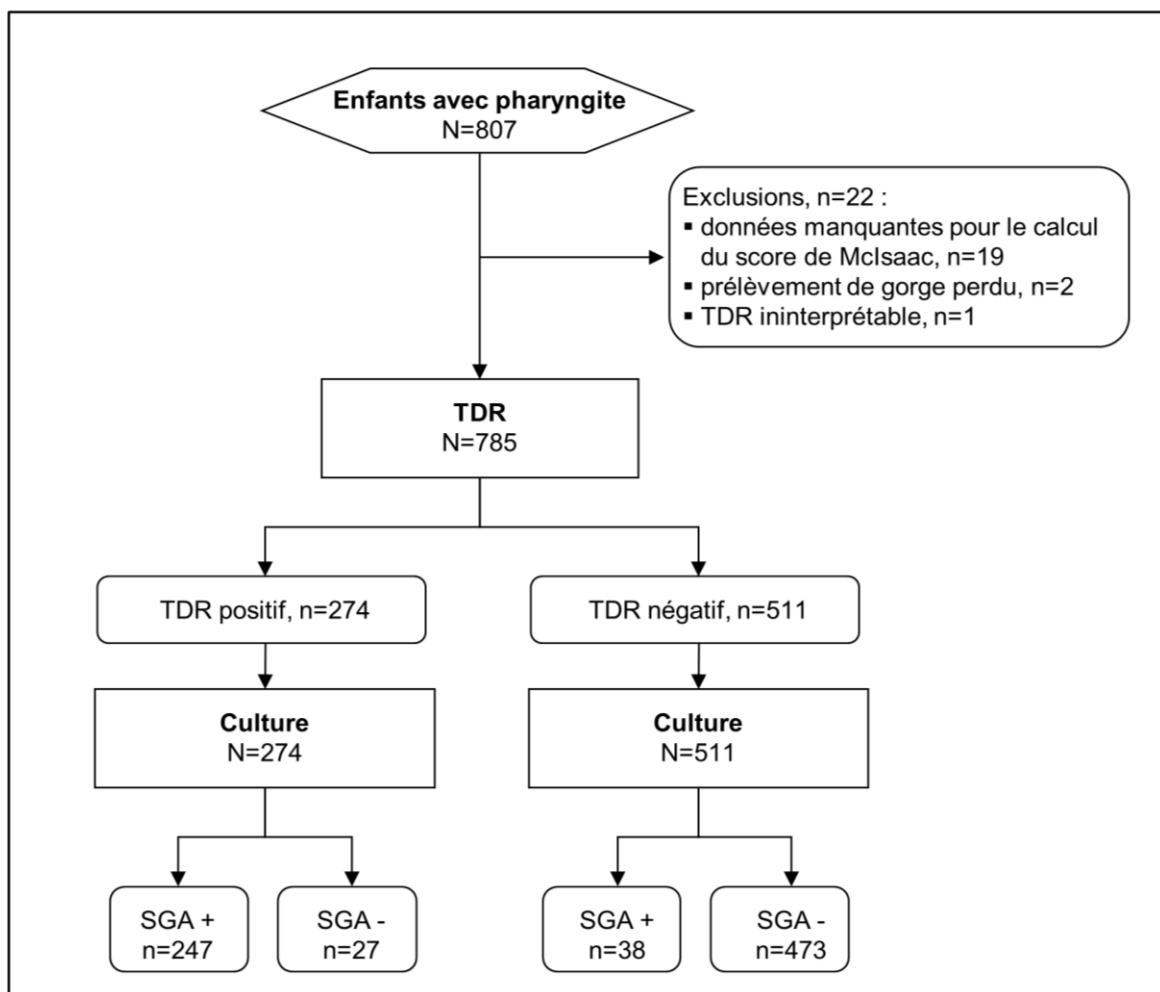 Enfants avec pharyngite
N=807
Exclusions, n=22 :
▪ données manquantes pour le calcul
du score de McIsaac, n=19
▪ prélèvement de gorge perdu, n=2
▪ TDR ininterprétable, n=1
TDR
N=785
TDR positif, n=274
TDR négatif, n=511
Culture
N=274
Culture
N=511
SGA +
n=247
SGA -
n=27
SGA +
n=38
SGA -
n=473